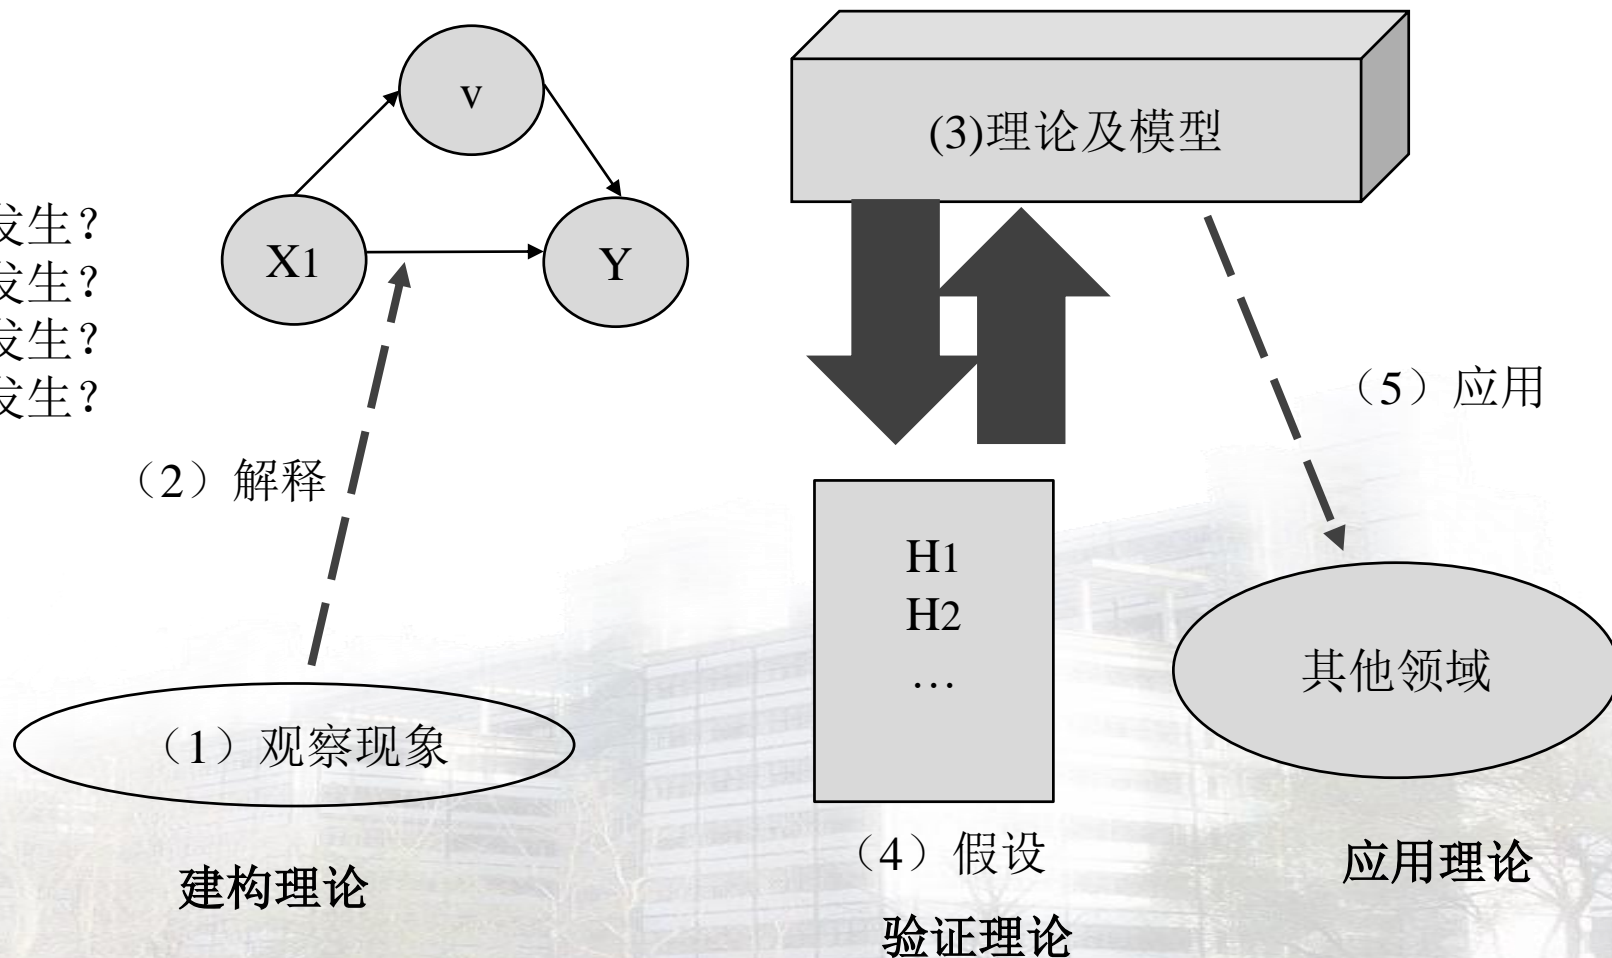 v
(3)理论及模型
发生？
X1
Y
发生？
发生？
发生？
（5）应用
（2）解释
H1
H2
…
其他领域
（1）观察现象
（4）假设
应用理论
建构理论
验证理论